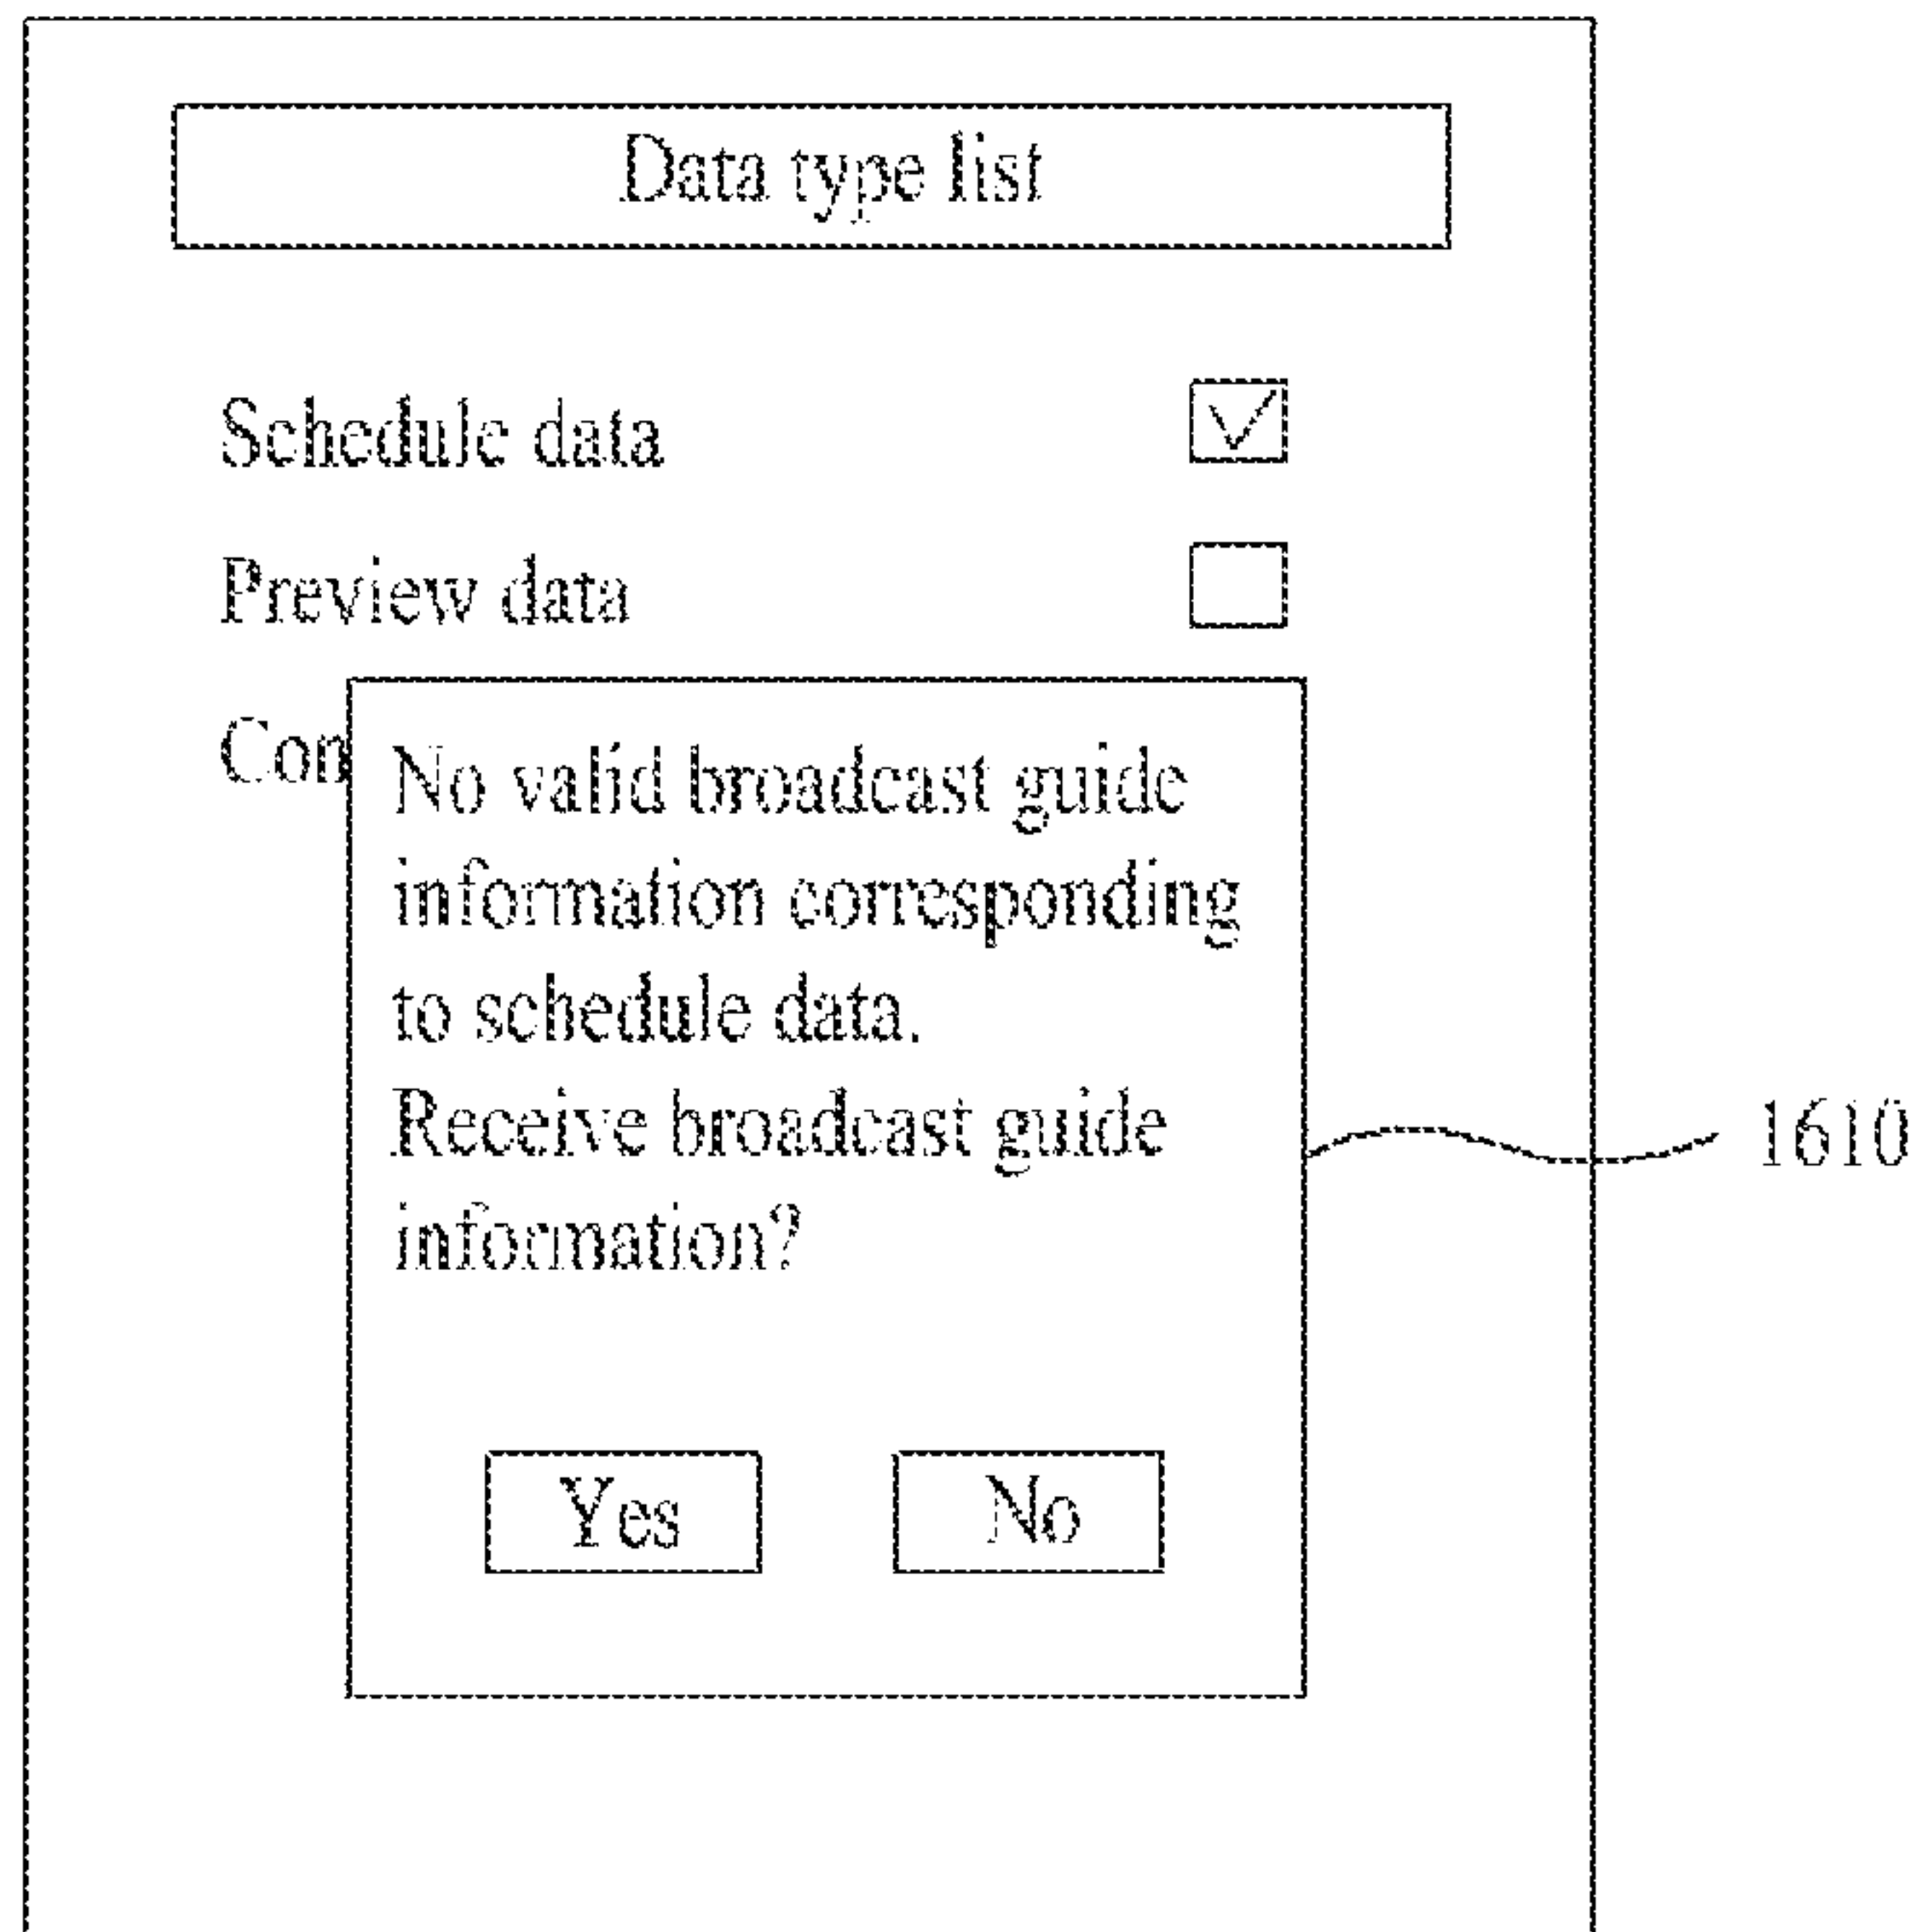 Data type list
Schedule data
Preview data
Con
No valid broadcast guide
information corresponding
to schedule data.
Receive broadcast guide
information?
1610
Yes
No